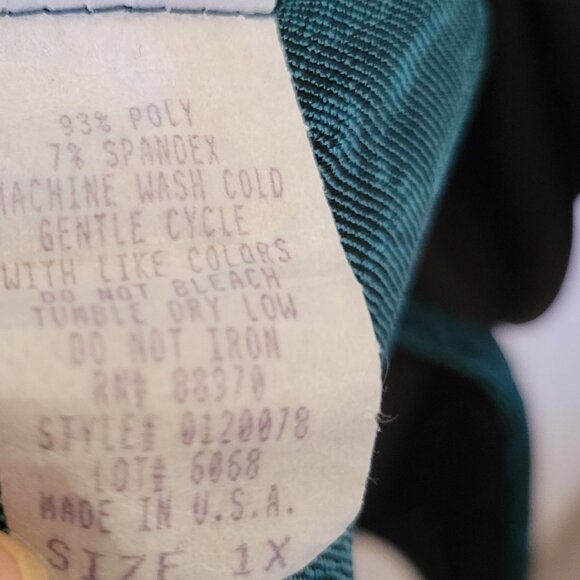 93% POLY
7% SPANDEX
MACHINE WASH COLD
GENTLE CYCLE
WITH LIKE COLORS
DO NOT BLEACH
TUMBLE DRY LOW
DO NOT IRON
RN# 88970
STYLE# 0120078
LOT# 6068
MADE IN U.S.A.
SIZE 1X